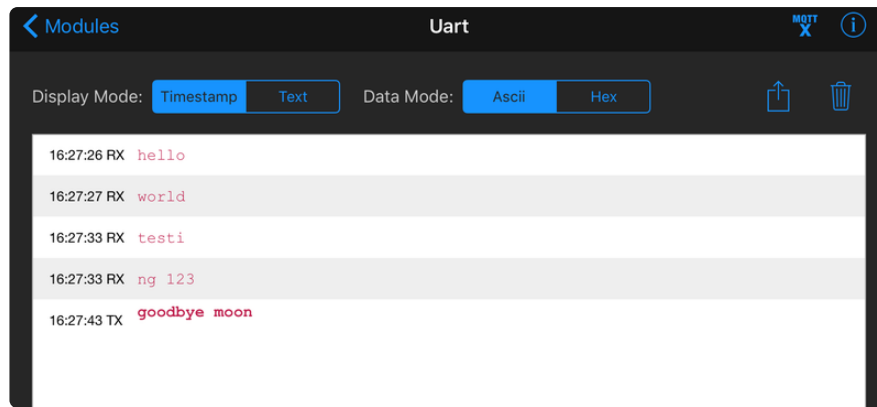 Modules Uart MQTT X i
Display Mode: Timestamp Text Data Mode: Ascii Hex
16:27:26 RX hello
16:27:27 RX world
16:27:33 RX testi
16:27:33 RX ng 123
16:27:43 TX goodbye moon